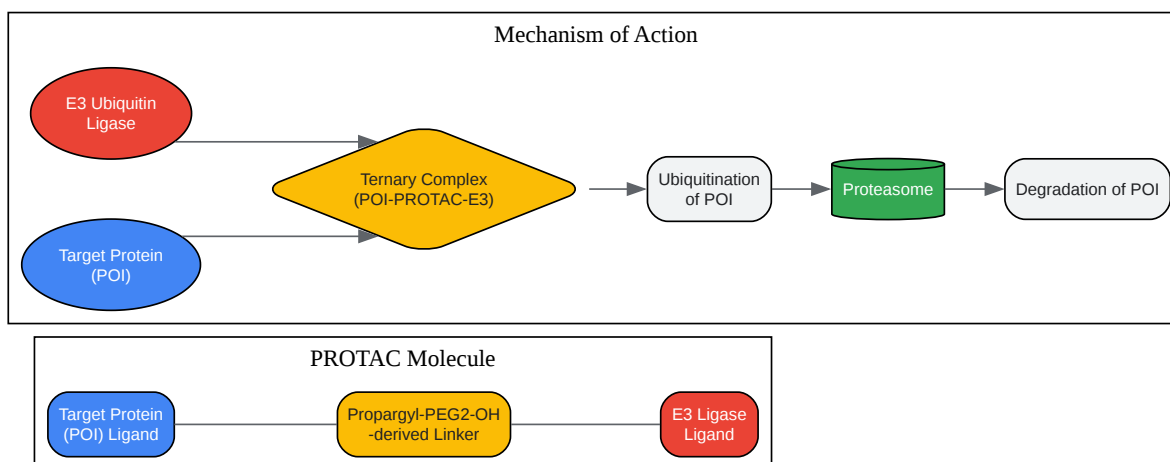 Mechanism of Action
E3 Ubiquitin
Ligase
Ternary Complex
(POI-PROTAC-E3)
Ubiquitination
of POI
Proteasome
Degradation of POI
Target Protein
(POI)
PROTAC Molecule
Target Protein
(POI) Ligand
Propargyl-PEG2-OH
-derived Linker
E3 Ligase
Ligand